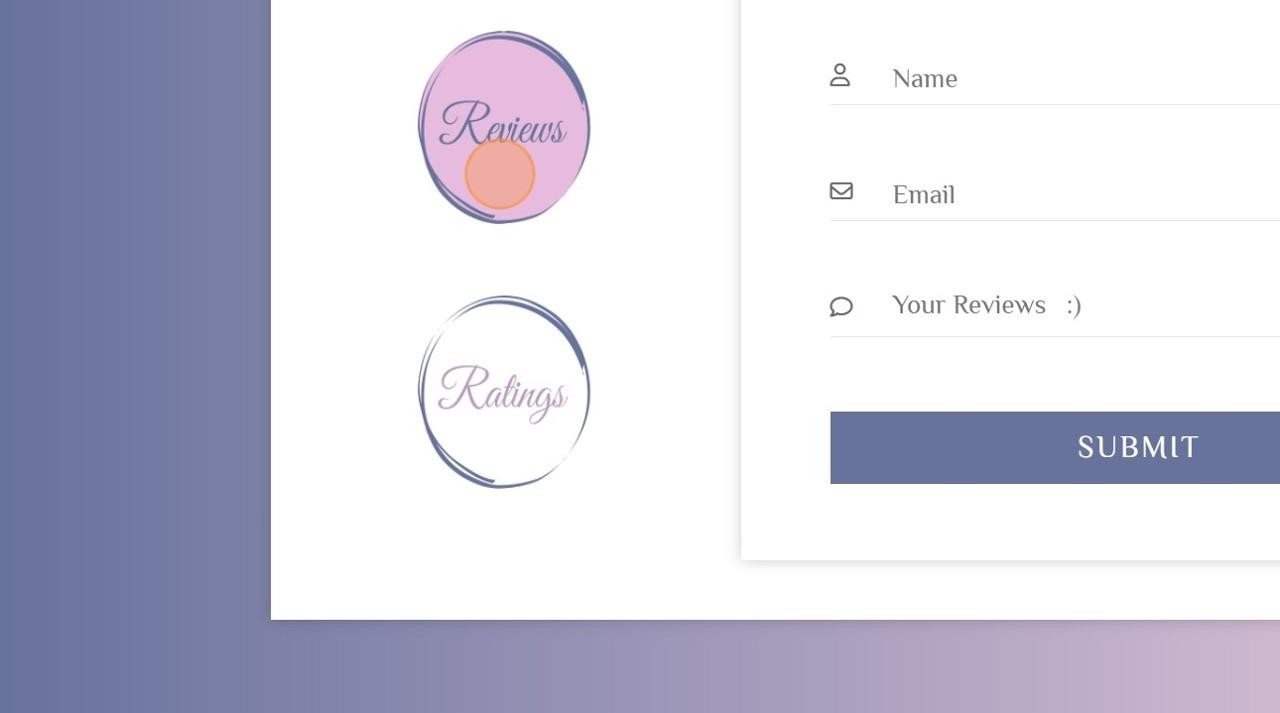 Reviews
Ratings
Name
Email
Your Reviews :)
SUBMIT